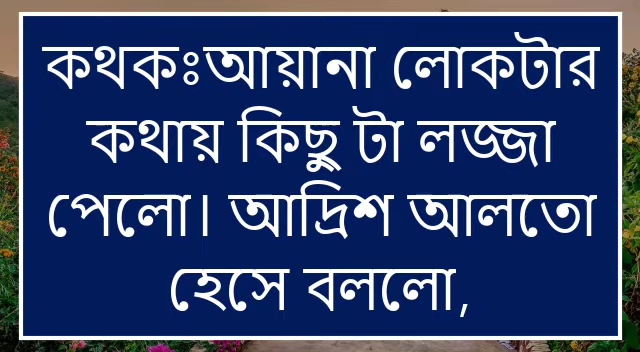 কথকঃআয়ানা লোকটার
কথায় কিছু টা লজ্জা
পেলো। আদ্রিশ আলতো
হেসে বললো,